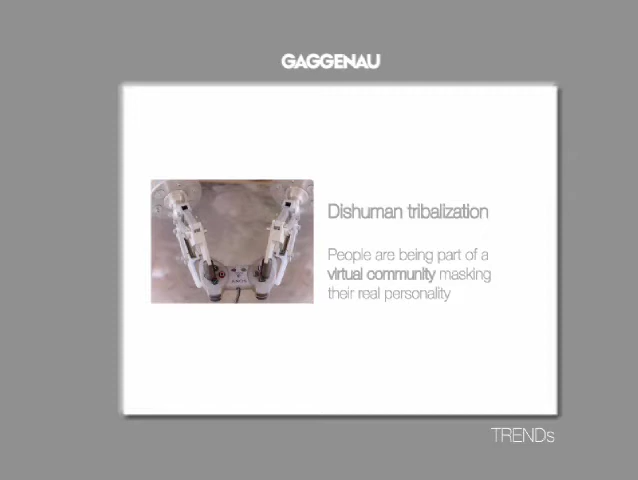 GAGGENAU
Dishuman tribalization
People are being part of a
virtual community masking
their real personality
TRENDs